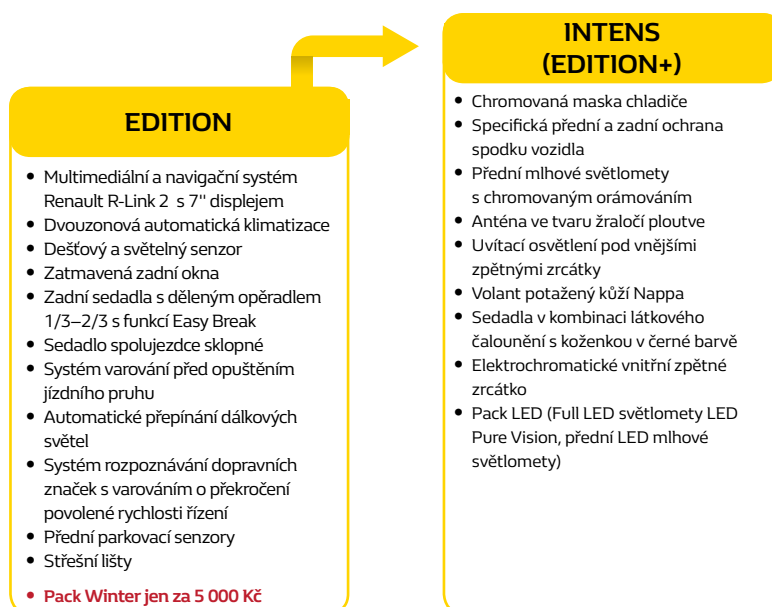 EDITION
• Multimediální a navigační systém
Renault R-Link 2 s 7" displejem
• Dvouzonová automatická klimatizace
• Dešťový a světelný senzor
• Zatmavená zadní okna
• Zadní sedadla s děleným opěradlem
1/3–2/3 s funkcí Easy Break
• Sedadlo spolujezdce sklopné
• Systém varování před opuštěním
jízdního pruhu
• Automatické přepínání dálkových
světel
• Systém rozpoznávání dopravních
značek s varováním o překročení
povolené rychlosti řízení
• Přední parkovací senzory
• Střešní lišty
• Pack Winter jen za 5 000 Kč
INTENS
(EDITION+)
• Chromovaná maska chladiče
• Specifická přední a zadní ochrana
spodku vozidla
• Přední mlhové světlomety
s chromovaným orámováním
• Anténa ve tvaru žraločí ploutve
• Uvítací osvětlení pod vnějšími
zpětnými zrcátky
• Volant potažený kůží Nappa
• Sedadla v kombinaci látkového
čalounění s koženkou v černé barvě
• Elektrochromatické vnitřní zpětné
zrcátko
• Pack LED (Full LED světlomety LED
Pure Vision, přední LED mlhové
světlomety)